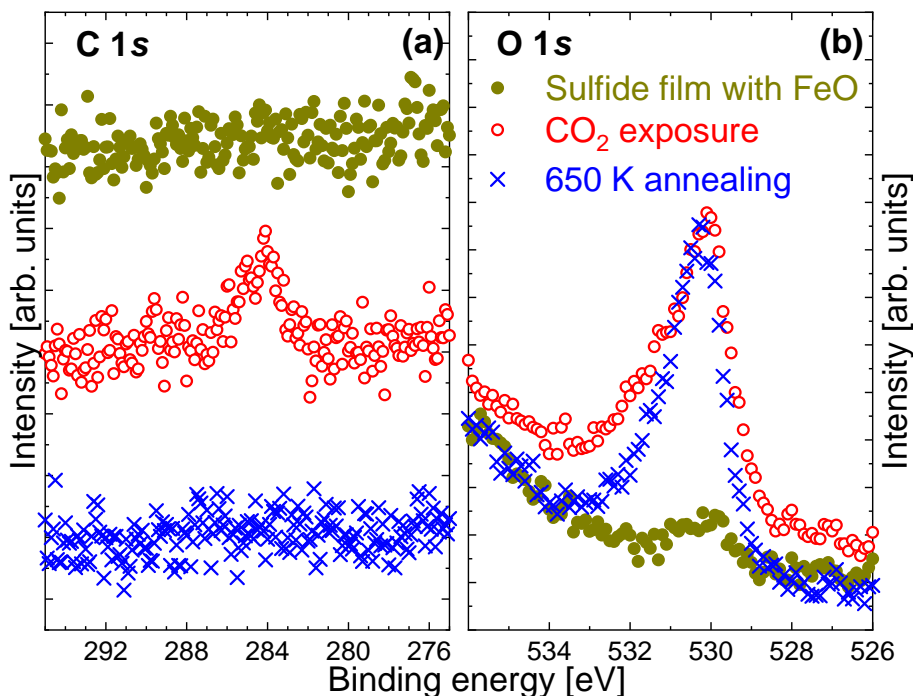 C 1s (a)
O 1s (b)
Sulfide film with FeO
CO₂ exposure
650 K annealing
Intensity [arb. units]
Intensity [arb. units]
292 288 284 280 276
534 532 530 528 526
Binding energy [eV]